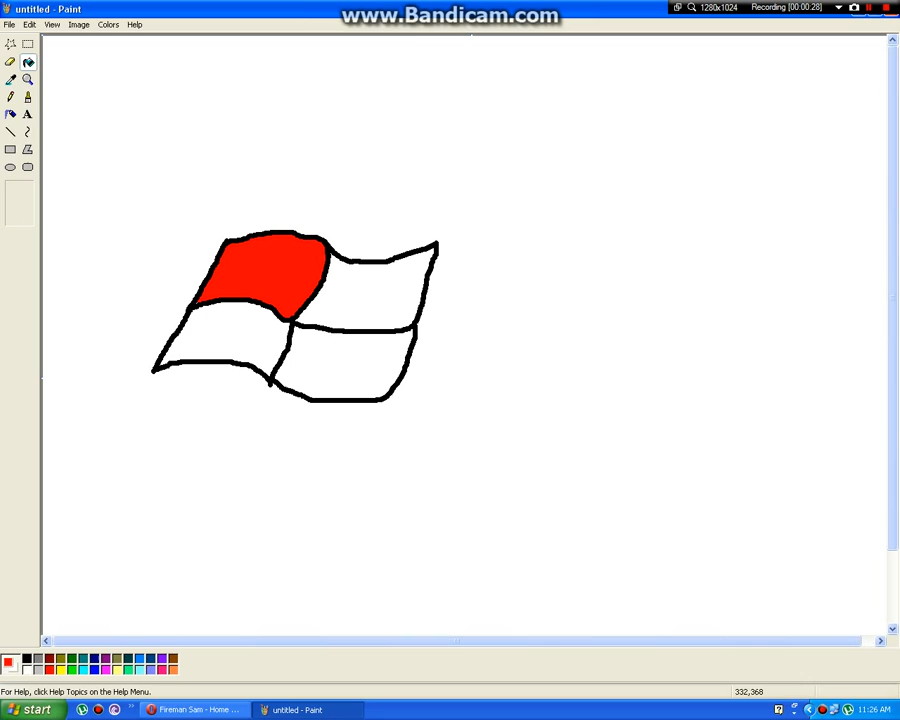 untitled - Paint
www.Bandicam.com
1280x1024
Recording [00:00:28]
File Edit View Image Colors Help
A
For Help, click Help Topics on the Help Menu.
332,368
start
Fireman Sam - Home ...
untitled - Paint
11:26 AM